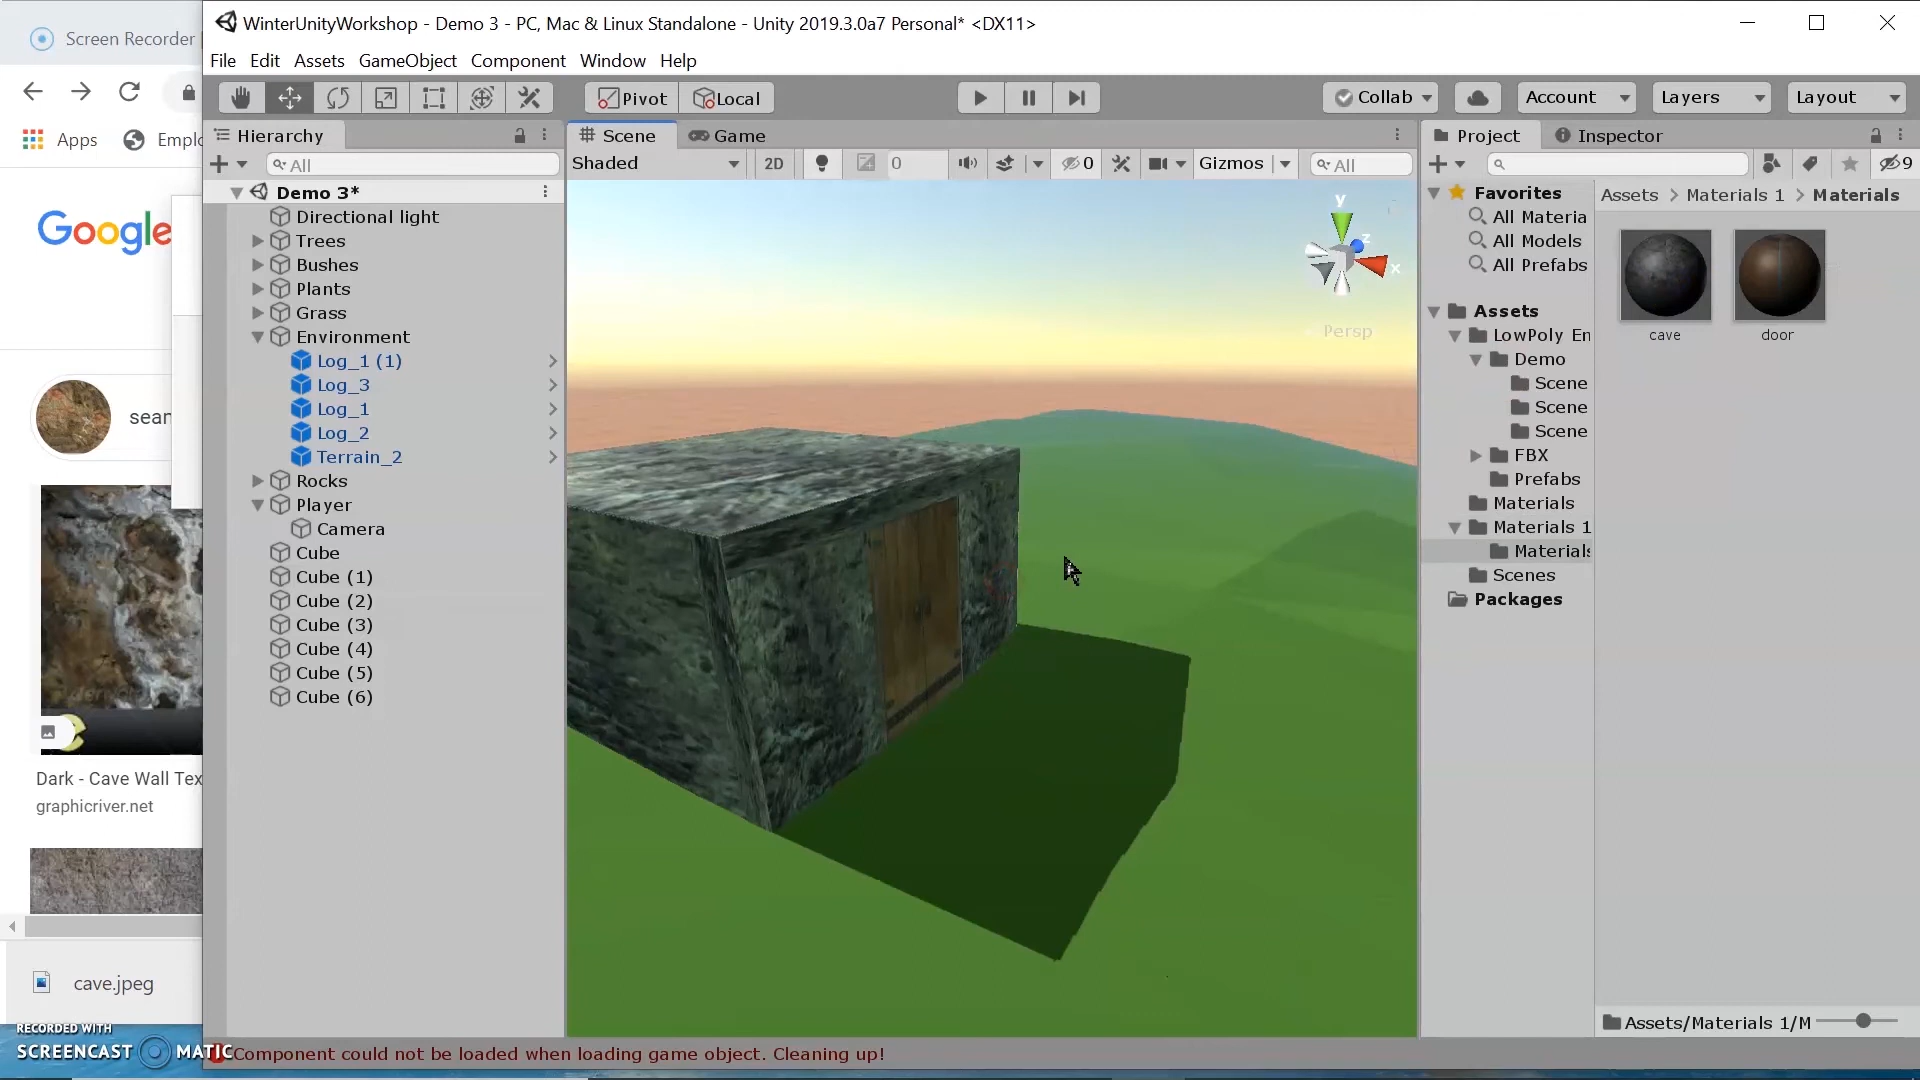 Screen Recorder
WinterUnityWorkshop - Demo 3 - PC, Mac & Linux Standalone - Unity 2019.3.0a7 Personal* <DX11>
File Edit Assets GameObject Component Window Help
Pivot Local
Collab Account Layers Layout
Apps Emplo
Hierarchy
All
Demo 3*
Directional light
Trees
Bushes
Plants
Grass
Environment
Log_1 (1)
Log_3
Log_1
Log_2
Terrain_2
Rocks
Player
Camera
Cube
Cube (1)
Cube (2)
Cube (3)
Cube (4)
Cube (5)
Cube (6)
Scene Game
Shaded 2D 0 0 Gizmos All
y
z
x
Persp
Project Inspector
9
Favorites
All Materia
All Models
All Prefabs
Assets
LowPoly En
Demo
Scene
Scene
Scene
FBX
Prefabs
Materials
Materials 1
Materials
Scenes
Packages
Assets > Materials 1 > Materials
cave door
Assets/Materials 1/M
Google
sean
Dark - Cave Wall Tex
graphicriver.net
cave.jpeg
RECORDED WITH
SCREENCAST MATIC
Component could not be loaded when loading game object. Cleaning up!